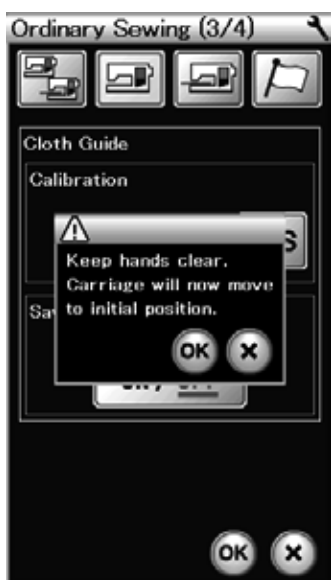 Ordinary Sewing (3/4)
Cloth Guide
Calibration
S
Keep hands clear.
Carriage will now move
to initial position.
Sa
OK
OK